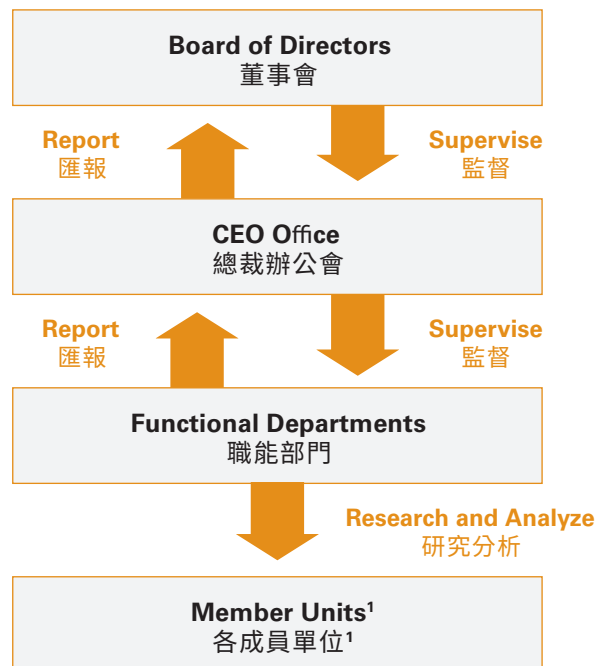 Board of Directors
董事會
Report
匯報
Supervise
監督
CEO Office
總裁辦公會
Report
匯報
Supervise
監督
Functional Departments
職能部門
Research and Analyze
研究分析
Member Units¹
各成員單位¹